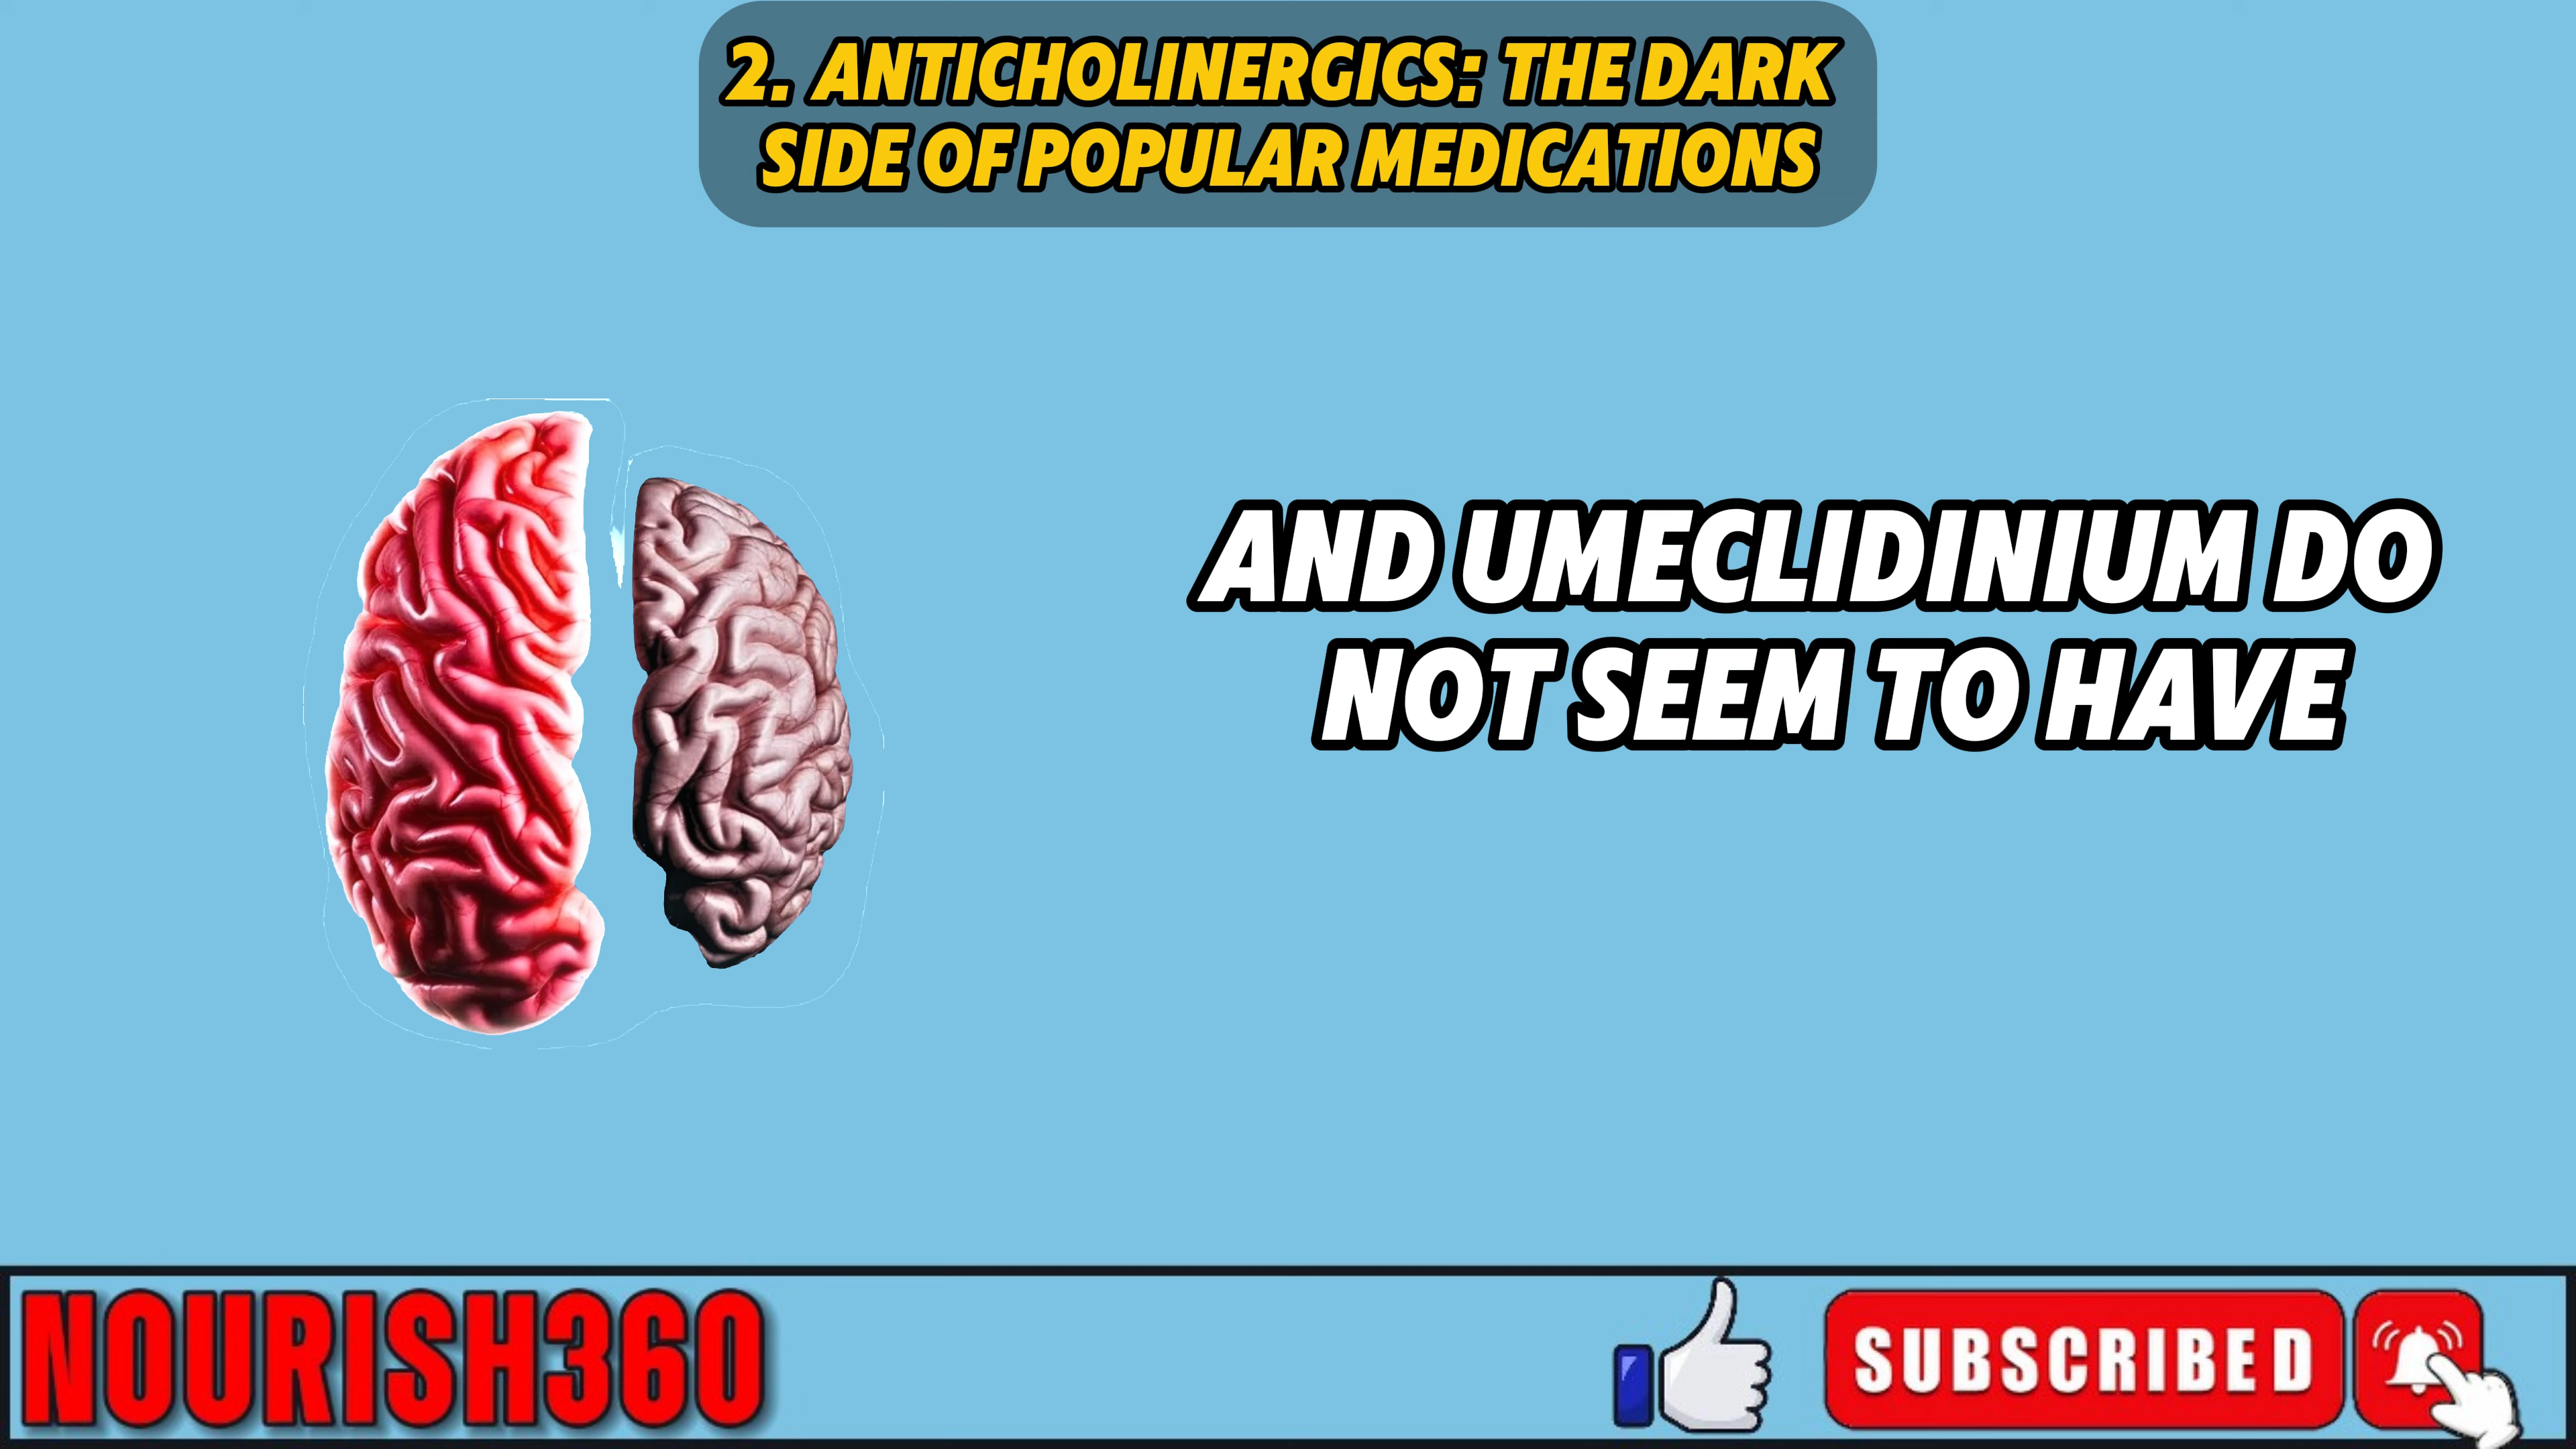 2. ANTICHOLINERGICS: THE DARK
SIDE OF POPULAR MEDICATIONS
AND UMECLIDINIUM DO
NOT SEEM TO HAVE
NOURISH360
SUBSCRIBED